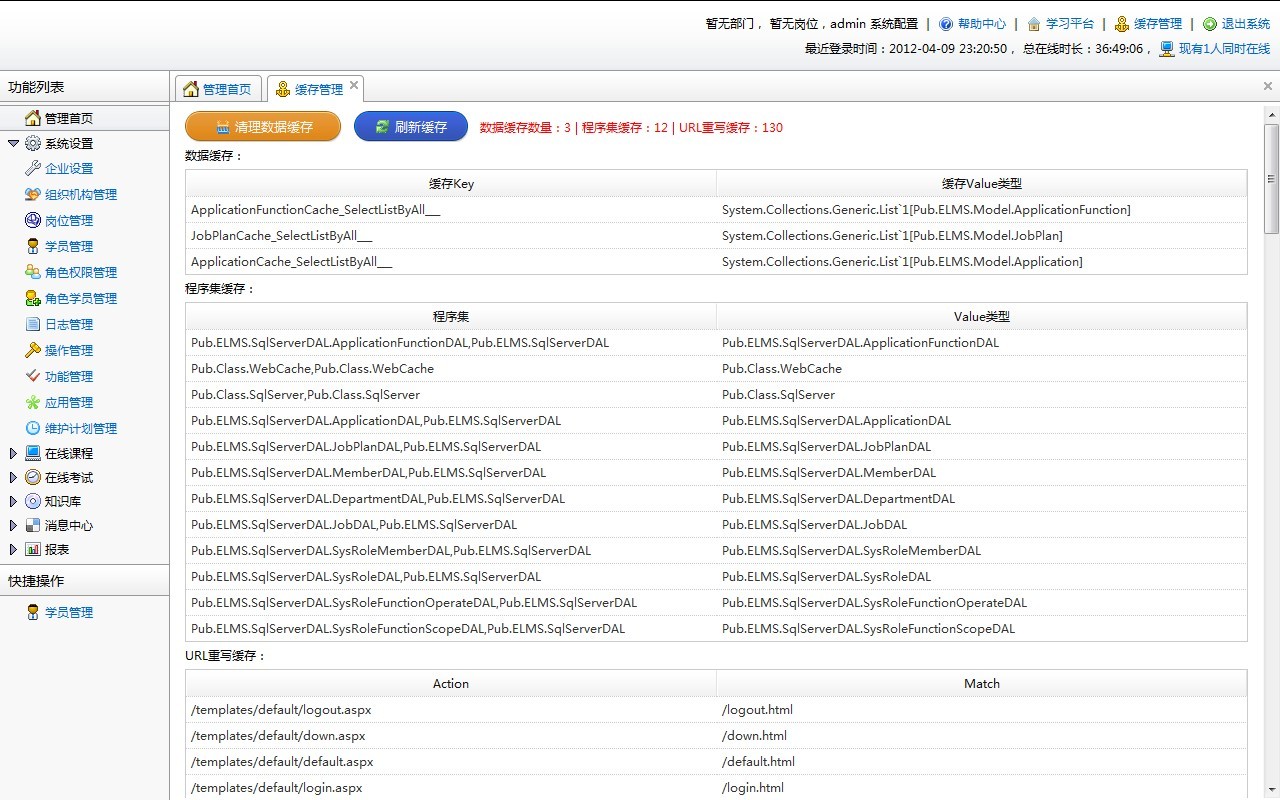 暂无部门， 暂无岗位，admin 系统配置 | 帮助中心 | 学习平台 | 缓存管理 | 退出系统
最近登录时间：2012-04-09 23:20:50， 总在线时长：36:49:06， 现有1人同时在线
功能列表
管理首页
系统设置
企业设置
组织机构管理
岗位管理
学员管理
角色权限管理
角色学员管理
日志管理
操作管理
功能管理
应用管理
维护计划管理
在线课程
在线考试
知识库
消息中心
报表
快捷操作
学员管理
管理首页 缓存管理
清理数据缓存 刷新缓存 数据缓存数量：3 | 程序集缓存：12 | URL重写缓存：130
数据缓存：
缓存Key 缓存Value类型
ApplicationFunctionCache_SelectListByAll___ System.Collections.Generic.List`1[Pub.ELMS.Model.ApplicationFunction]
JobPlanCache_SelectListByAll___ System.Collections.Generic.List`1[Pub.ELMS.Model.JobPlan]
ApplicationCache_SelectListByAll___ System.Collections.Generic.List`1[Pub.ELMS.Model.Application]
程序集缓存：
程序集 Value类型
Pub.ELMS.SqlServerDAL.ApplicationFunctionDAL,Pub.ELMS.SqlServerDAL Pub.ELMS.SqlServerDAL.ApplicationFunctionDAL
Pub.Class.WebCache,Pub.Class.WebCache Pub.Class.WebCache
Pub.Class.SqlServer,Pub.Class.SqlServer Pub.Class.SqlServer
Pub.ELMS.SqlServerDAL.ApplicationDAL,Pub.ELMS.SqlServerDAL Pub.ELMS.SqlServerDAL.ApplicationDAL
Pub.ELMS.SqlServerDAL.JobPlanDAL,Pub.ELMS.SqlServerDAL Pub.ELMS.SqlServerDAL.JobPlanDAL
Pub.ELMS.SqlServerDAL.MemberDAL,Pub.ELMS.SqlServerDAL Pub.ELMS.SqlServerDAL.MemberDAL
Pub.ELMS.SqlServerDAL.DepartmentDAL,Pub.ELMS.SqlServerDAL Pub.ELMS.SqlServerDAL.DepartmentDAL
Pub.ELMS.SqlServerDAL.JobDAL,Pub.ELMS.SqlServerDAL Pub.ELMS.SqlServerDAL.JobDAL
Pub.ELMS.SqlServerDAL.SysRoleMemberDAL,Pub.ELMS.SqlServerDAL Pub.ELMS.SqlServerDAL.SysRoleMemberDAL
Pub.ELMS.SqlServerDAL.SysRoleDAL,Pub.ELMS.SqlServerDAL Pub.ELMS.SqlServerDAL.SysRoleDAL
Pub.ELMS.SqlServerDAL.SysRoleFunctionOperateDAL,Pub.ELMS.SqlServerDAL Pub.ELMS.SqlServerDAL.SysRoleFunctionOperateDAL
Pub.ELMS.SqlServerDAL.SysRoleFunctionScopeDAL,Pub.ELMS.SqlServerDAL Pub.ELMS.SqlServerDAL.SysRoleFunctionScopeDAL
URL重写缓存：
Action Match
/templates/default/logout.aspx /logout.html
/templates/default/down.aspx /down.html
/templates/default/default.aspx /default.html
/templates/default/login.aspx /login.html